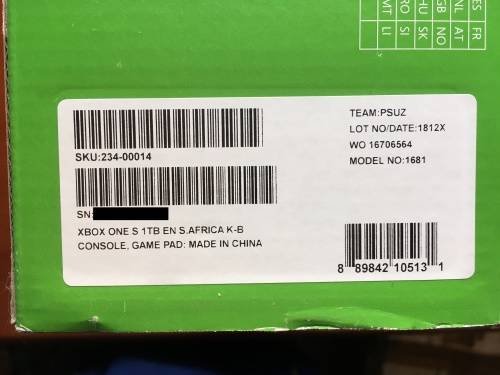 ES FR
NL AT
GB NO
HU SK
RO SI
MT LI
SKU:234-00014
SN:
XBOX ONE S 1TB EN S.AFRICA K-B
CONSOLE, GAME PAD: MADE IN CHINA
TEAM:PSUZ
LOT NO/DATE:1812X
WO 16706564
MODEL NO:1681
8 89842 10513 1